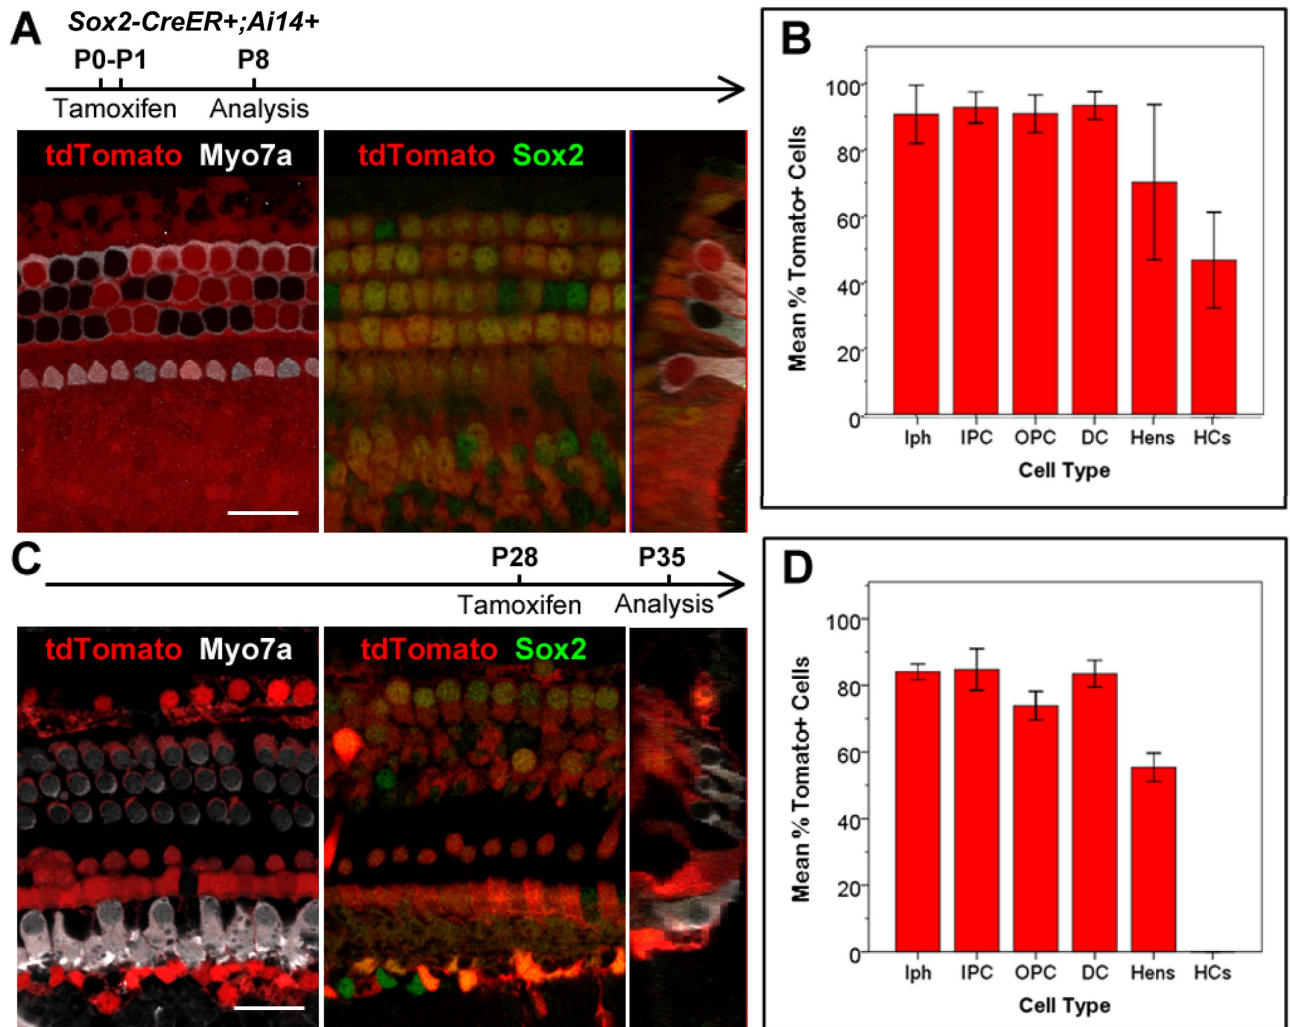 A
Sox2-CreER+;Ai14+
P0-P1 P8
Tamoxifen Analysis
tdTomato Myo7a
tdTomato Sox2
B
100
80
60
40
20
0
Mean % Tomato+ Cells
Iph IPC OPC DC Hens HCs
Cell Type
C
P28 P35
Tamoxifen Analysis
tdTomato Myo7a
tdTomato Sox2
D
100
80
60
40
20
0
Mean % Tomato+ Cells
Iph IPC OPC DC Hens HCs
Cell Type